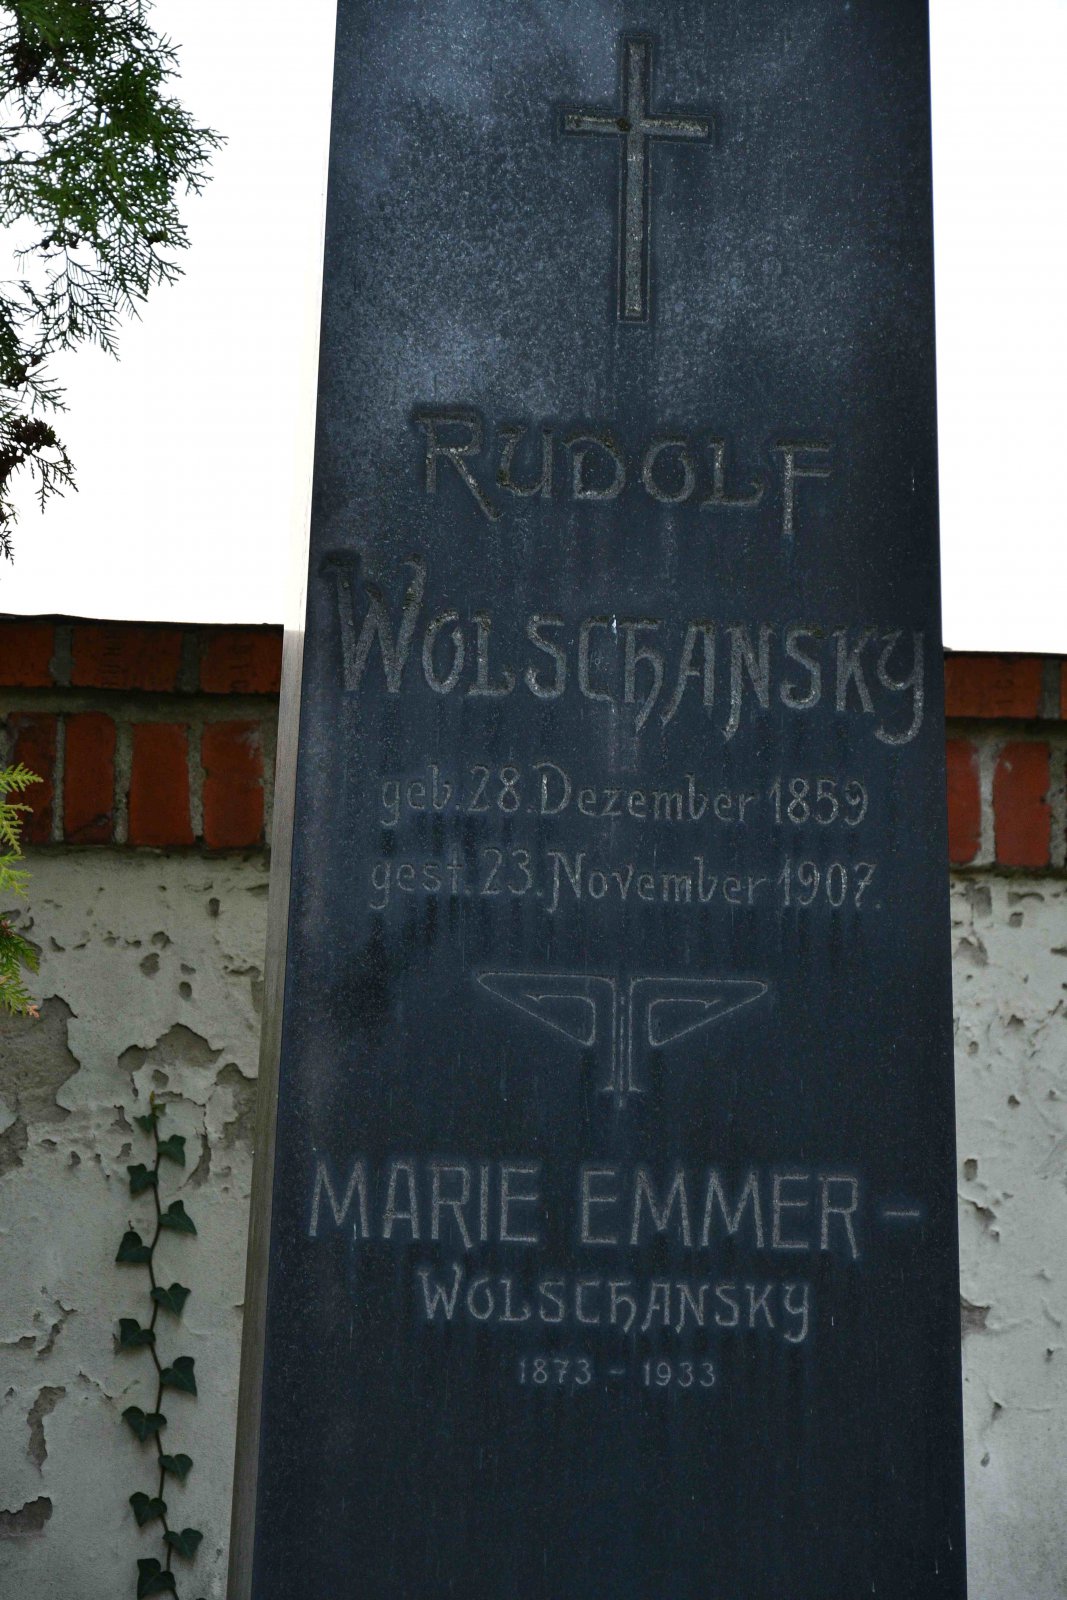 RUDOLF
WOLSCHANSKY
geb. 28. Dezember 1859
gest. 23. November 1907.
MARIE EMMER-
WOLSCHANSKY
1873 - 1933